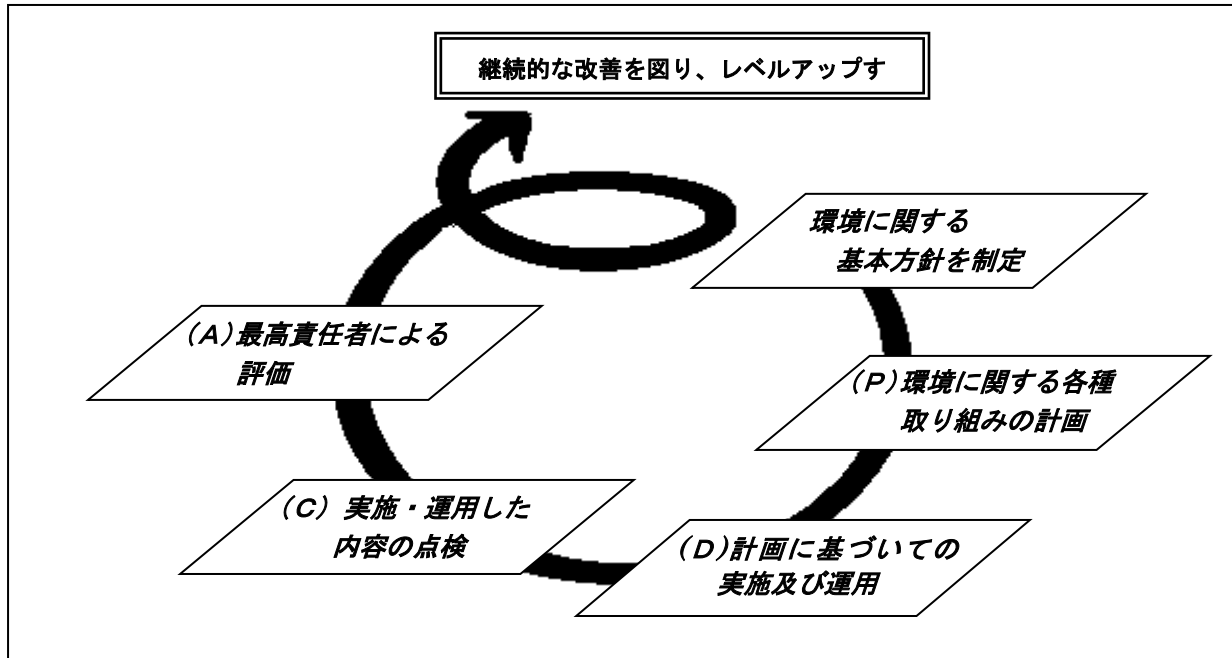 継続的な改善を図り、レベルアップす
環境に関する
基本方針を制定
(P)環境に関する各種
取り組みの計画
(D)計画に基づいての
実施及び運用
(C) 実施・運用した
内容の点検
(A)最高責任者による
評価